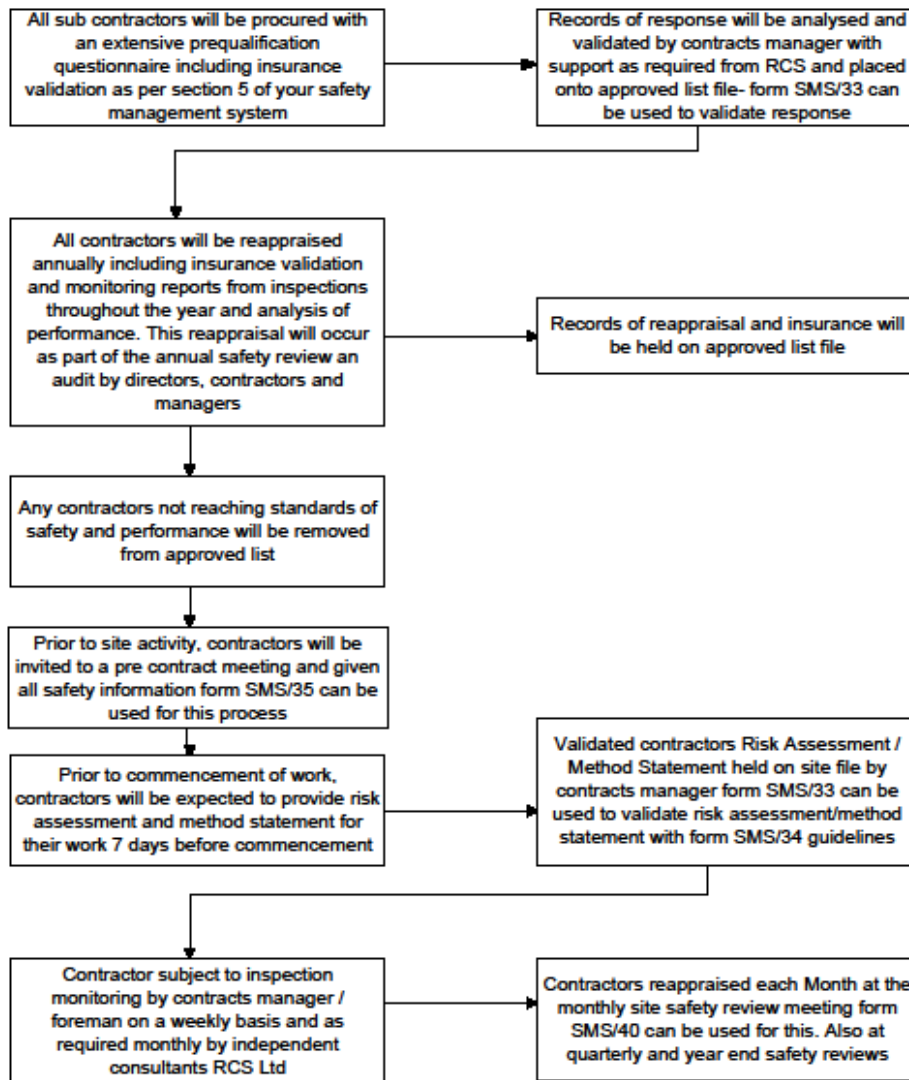 All sub contractors will be procured with
an extensive prequalification
questionnaire including insurance
validation as per section 5 of your safety
management system
Records of response will be analysed and
validated by contracts manager with
support as required from RCS and placed
onto approved list file- form SMS/33 can
be used to validate response
All contractors will be reappraised
annually including insurance validation
and monitoring reports from inspections
throughout the year and analysis of
performance. This reappraisal will occur
as part of the annual safety review an
audit by directors, contractors and
managers
Records of reappraisal and insurance will
be held on approved list file
Any contractors not reaching standards of
safety and performance will be removed
from approved list
Prior to site activity, contractors will be
invited to a pre contract meeting and given
all safety information form SMS/35 can be
used for this process
Prior to commencement of work,
contractors will be expected to provide risk
assessment and method statement for
their work 7 days before commencement
Validated contractors Risk Assessment /
Method Statement held on site file by
contracts manager form SMS/33 can be
used to validate risk assessment/method
statement with form SMS/34 guidelines
Contractor subject to inspection
monitoring by contracts manager /
foreman on a weekly basis and as
required monthly by independent
consultants RCS Ltd
Contractors reappraised each Month at the
monthly site safety review meeting form
SMS/40 can be used for this. Also at
quarterly and year end safety reviews